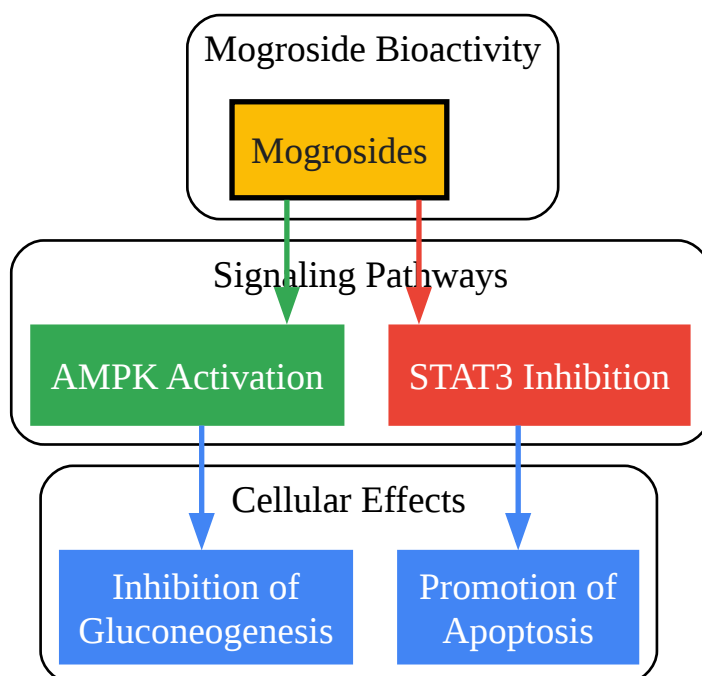 Mogroside Bioactivity
Mogrosides
Signaling Pathways
AMPK Activation
STAT3 Inhibition
Cellular Effects
Inhibition of
Gluconeogenesis
Promotion of
Apoptosis